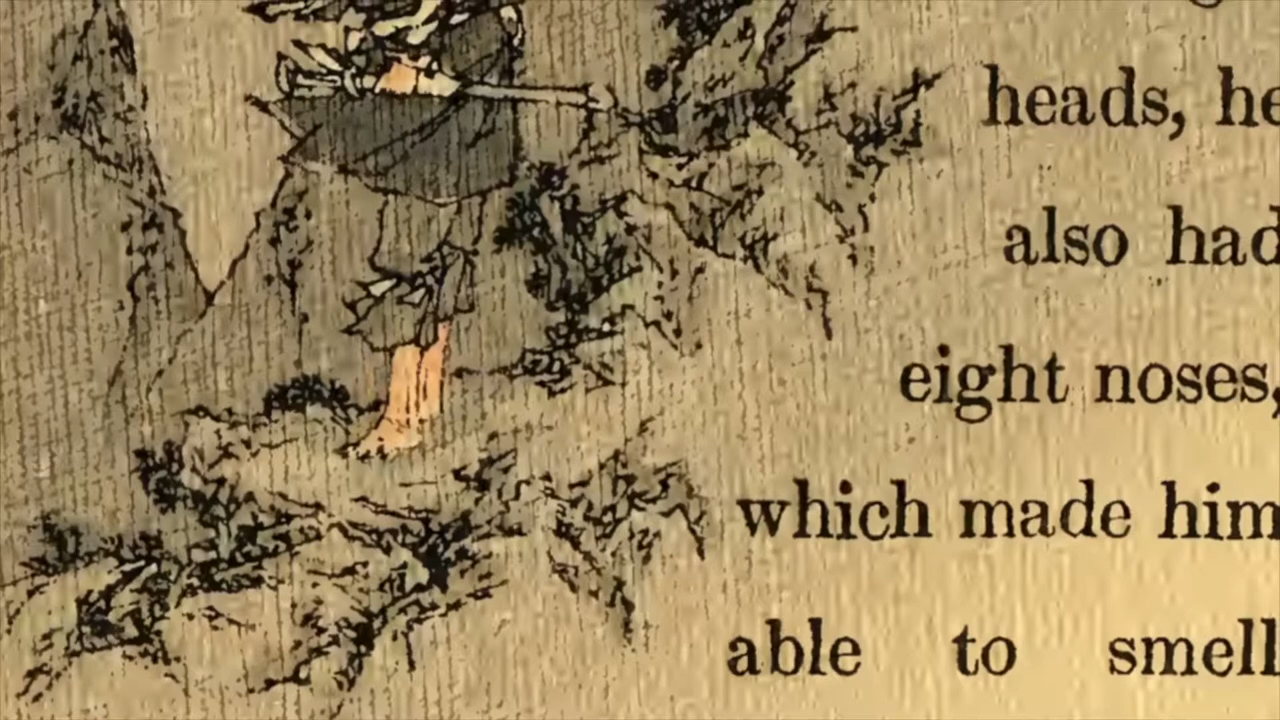 heads, he
also had
eight noses,
which made him
able to smell